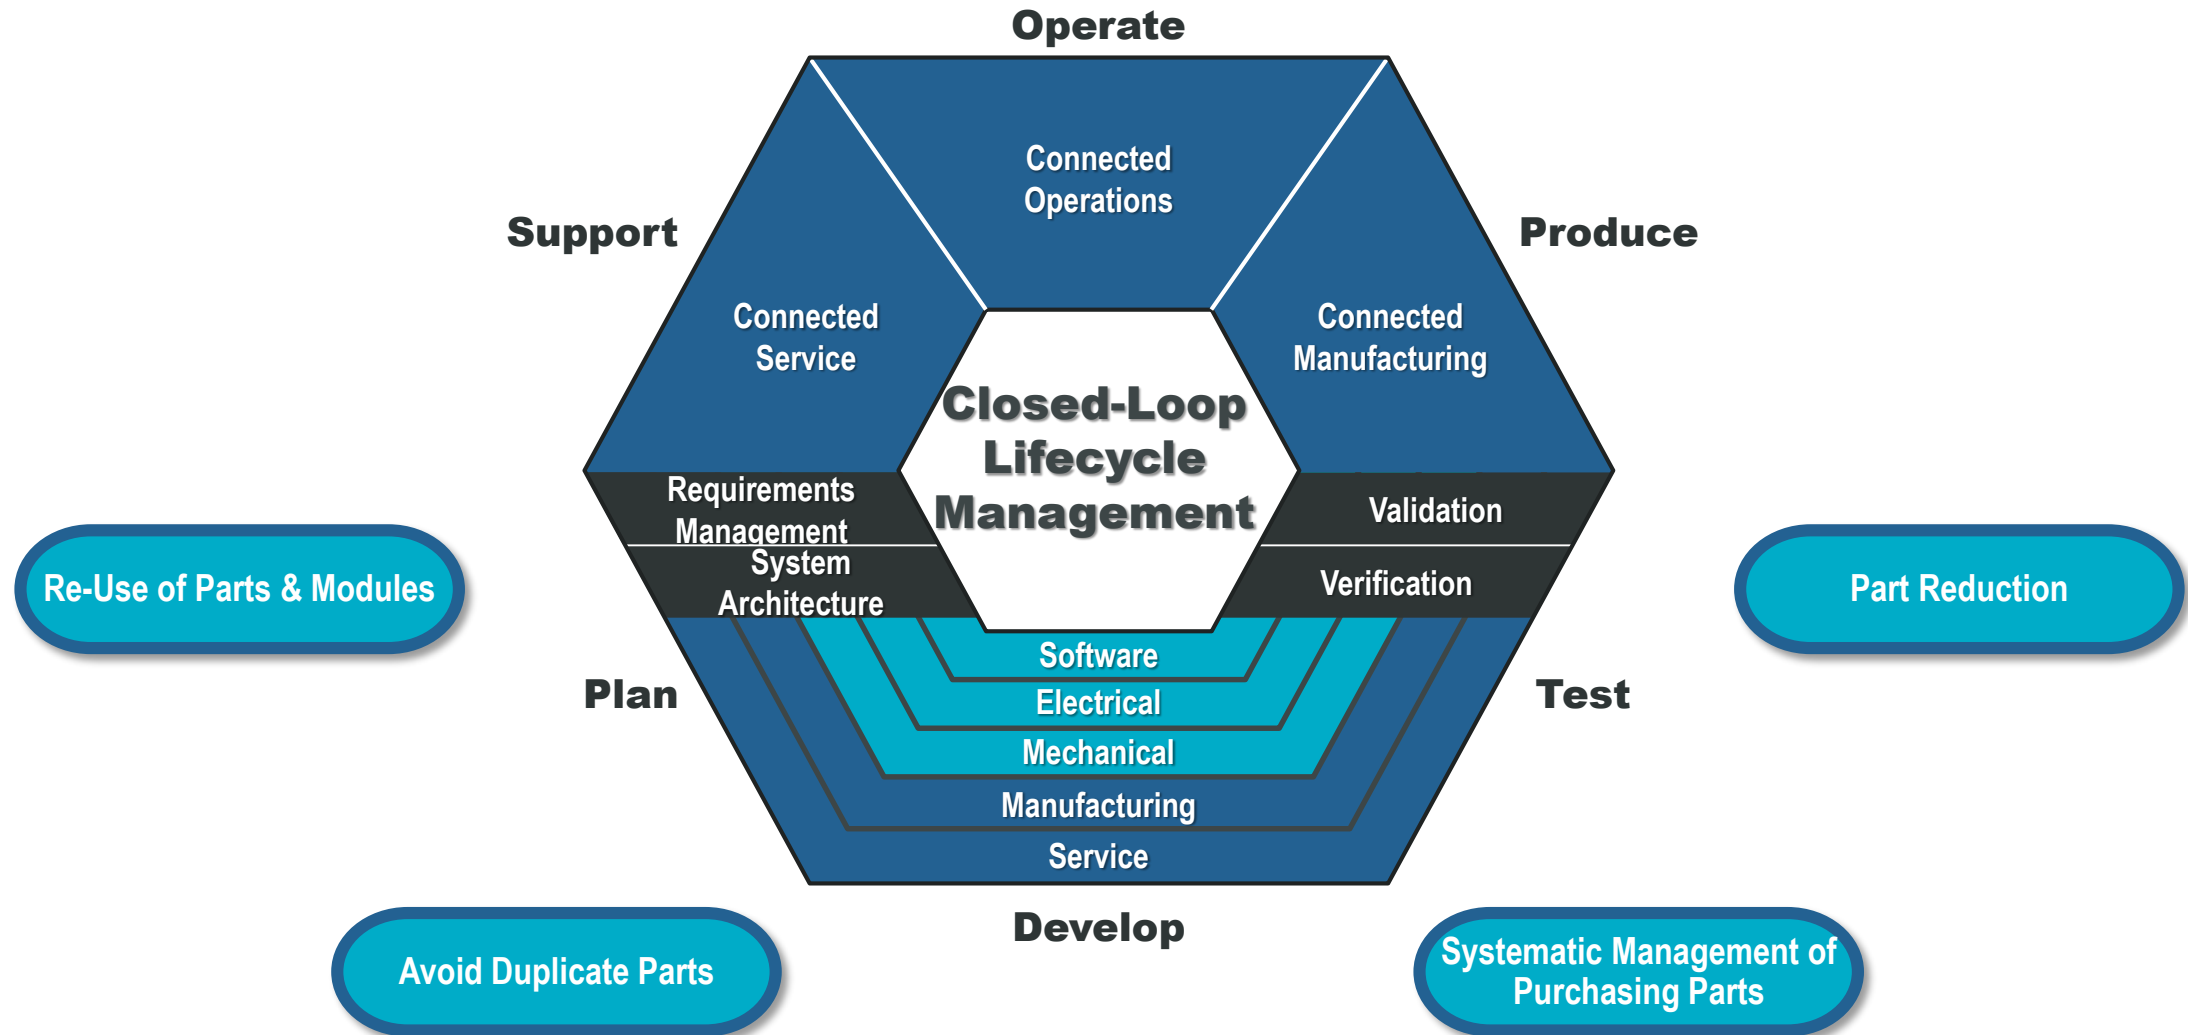 Operate
Connected
Operations
Support
Produce
Connected
Service
Connected
Manufacturing
Closed-Loop
Lifecycle
Management
Requirements
Management
Validation
System
Architecture
Verification
Re-Use of Parts & Modules
Part Reduction
Software
Plan
Test
Electrical
Mechanical
Manufacturing
Service
Develop
Avoid Duplicate Parts
Systematic Management of
Purchasing Parts